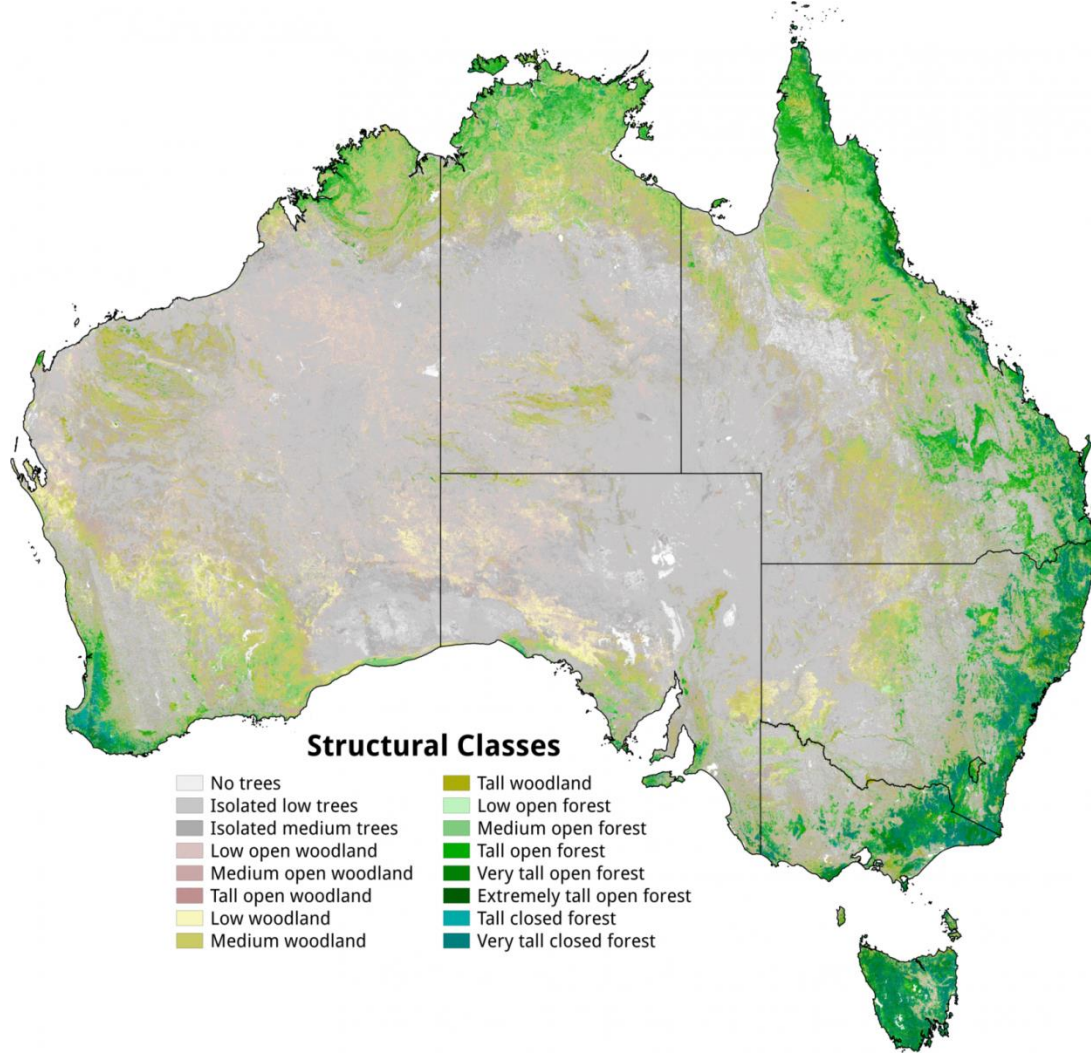 Structural Classes
No trees
Isolated low trees
Isolated medium trees
Low open woodland
Medium open woodland
Tall open woodland
Low woodland
Medium woodland
Tall woodland
Low open forest
Medium open forest
Tall open forest
Very tall open forest
Extremely tall open forest
Tall closed forest
Very tall closed forest